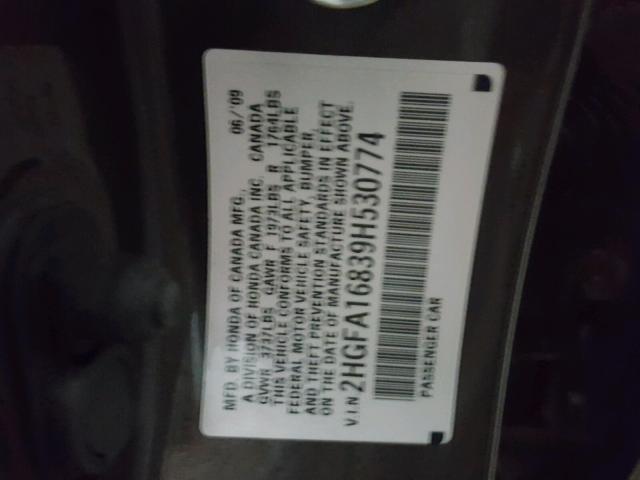 MFD. BY HONDA OF CANADA MFG., 06/'09
A DIVISION OF HONDA CANADA INC. CANADA
GVWR 3737LBS GAWR F 1973LBS R 1764LBS
THIS VEHICLE CONFORMS TO ALL APPLICABLE
FEDERAL MOTOR VEHICLE SAFETY, BUMPER,
AND THEFT PREVENTION STANDARDS IN EFFECT
ON THE DATE OF MANUFACTURE SHOWN ABOVE.
V.I.N 2HGFA16839H530774
PASSENGER CAR